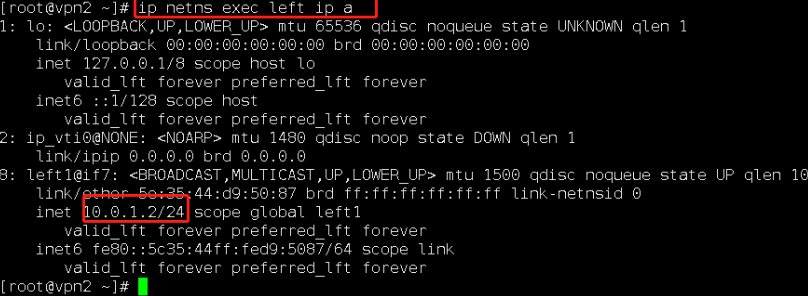 [root@vpn2 ~]# ip netns exec left ip a
1: lo: <LOOPBACK,UP,LOWER_UP> mtu 65536 qdisc noqueue state UNKNOWN qlen 1
    link/loopback 00:00:00:00:00:00 brd 00:00:00:00:00:00
    inet 127.0.0.1/8 scope host lo
       valid_lft forever preferred_lft forever
    inet6 ::1/128 scope host
       valid_lft forever preferred_lft forever
2: ip_vti0@NONE: <NOARP> mtu 1480 qdisc noop state DOWN qlen 1
    link/ipip 0.0.0.0 brd 0.0.0.0
8: left1@if7: <BROADCAST,MULTICAST,UP,LOWER_UP> mtu 1500 qdisc noqueue state UP qlen 10
    link/ether 5e:35:44:d9:50:87 brd ff:ff:ff:ff:ff:ff link-netnsid 0
    inet 10.0.1.2/24 scope global left1
       valid_lft forever preferred_lft forever
    inet6 fe80::5c35:44ff:fed9:5087/64 scope link
       valid_lft forever preferred_lft forever
[root@vpn2 ~]#